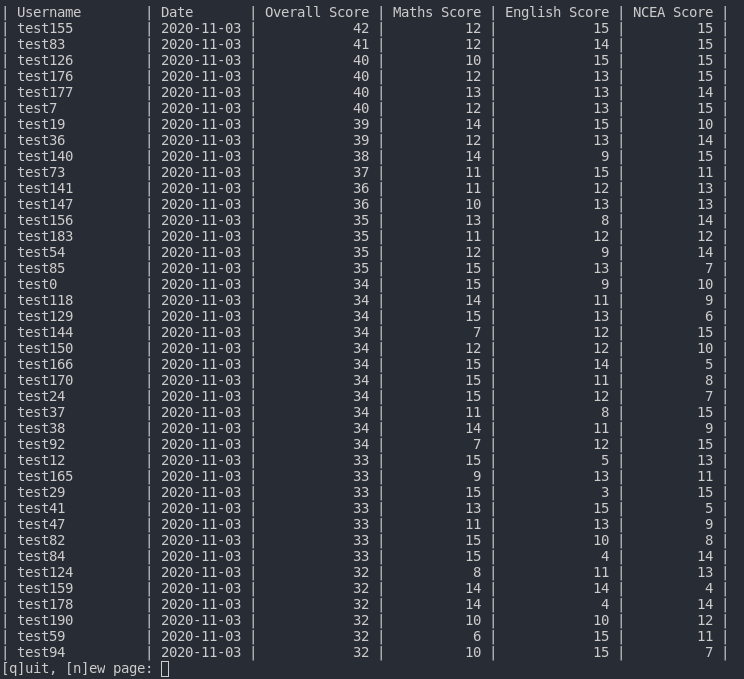 | Username        | Date       | Overall Score | Maths Score | English Score | NCEA Score |
| test155         | 2020-11-03 |            42 |          12 |            15 |         15 |
| test83          | 2020-11-03 |            41 |          12 |            14 |         15 |
| test126         | 2020-11-03 |            40 |          10 |            15 |         15 |
| test176         | 2020-11-03 |            40 |          12 |            13 |         15 |
| test177         | 2020-11-03 |            40 |          13 |            13 |         14 |
| test7           | 2020-11-03 |            40 |          12 |            13 |         15 |
| test19          | 2020-11-03 |            39 |          14 |            15 |         10 |
| test36          | 2020-11-03 |            39 |          12 |            13 |         14 |
| test140         | 2020-11-03 |            38 |          14 |             9 |         15 |
| test73          | 2020-11-03 |            37 |          11 |            15 |         11 |
| test141         | 2020-11-03 |            36 |          11 |            12 |         13 |
| test147         | 2020-11-03 |            36 |          10 |            13 |         13 |
| test156         | 2020-11-03 |            35 |          13 |             8 |         14 |
| test183         | 2020-11-03 |            35 |          11 |            12 |         12 |
| test54          | 2020-11-03 |            35 |          12 |             9 |         14 |
| test85          | 2020-11-03 |            35 |          15 |            13 |          7 |
| test0           | 2020-11-03 |            34 |          15 |             9 |         10 |
| test118         | 2020-11-03 |            34 |          14 |            11 |          9 |
| test129         | 2020-11-03 |            34 |          15 |            13 |          6 |
| test144         | 2020-11-03 |            34 |           7 |            12 |         15 |
| test150         | 2020-11-03 |            34 |          12 |            12 |         10 |
| test166         | 2020-11-03 |            34 |          15 |            14 |          5 |
| test170         | 2020-11-03 |            34 |          15 |            11 |          8 |
| test24          | 2020-11-03 |            34 |          15 |            12 |          7 |
| test37          | 2020-11-03 |            34 |          11 |             8 |         15 |
| test38          | 2020-11-03 |            34 |          14 |            11 |          9 |
| test92          | 2020-11-03 |            34 |           7 |            12 |         15 |
| test12          | 2020-11-03 |            33 |          15 |             5 |         13 |
| test165         | 2020-11-03 |            33 |           9 |            13 |         11 |
| test29          | 2020-11-03 |            33 |          15 |             3 |         15 |
| test41          | 2020-11-03 |            33 |          13 |            15 |          5 |
| test47          | 2020-11-03 |            33 |          11 |            13 |          9 |
| test82          | 2020-11-03 |            33 |          15 |            10 |          8 |
| test84          | 2020-11-03 |            33 |          15 |             4 |         14 |
| test124         | 2020-11-03 |            32 |           8 |            11 |         13 |
| test159         | 2020-11-03 |            32 |          14 |            14 |          4 |
| test178         | 2020-11-03 |            32 |          14 |             4 |         14 |
| test190         | 2020-11-03 |            32 |          10 |            10 |         12 |
| test59          | 2020-11-03 |            32 |           6 |            15 |         11 |
| test94          | 2020-11-03 |            32 |          10 |            15 |          7 |
[q]uit, [n]ew page: